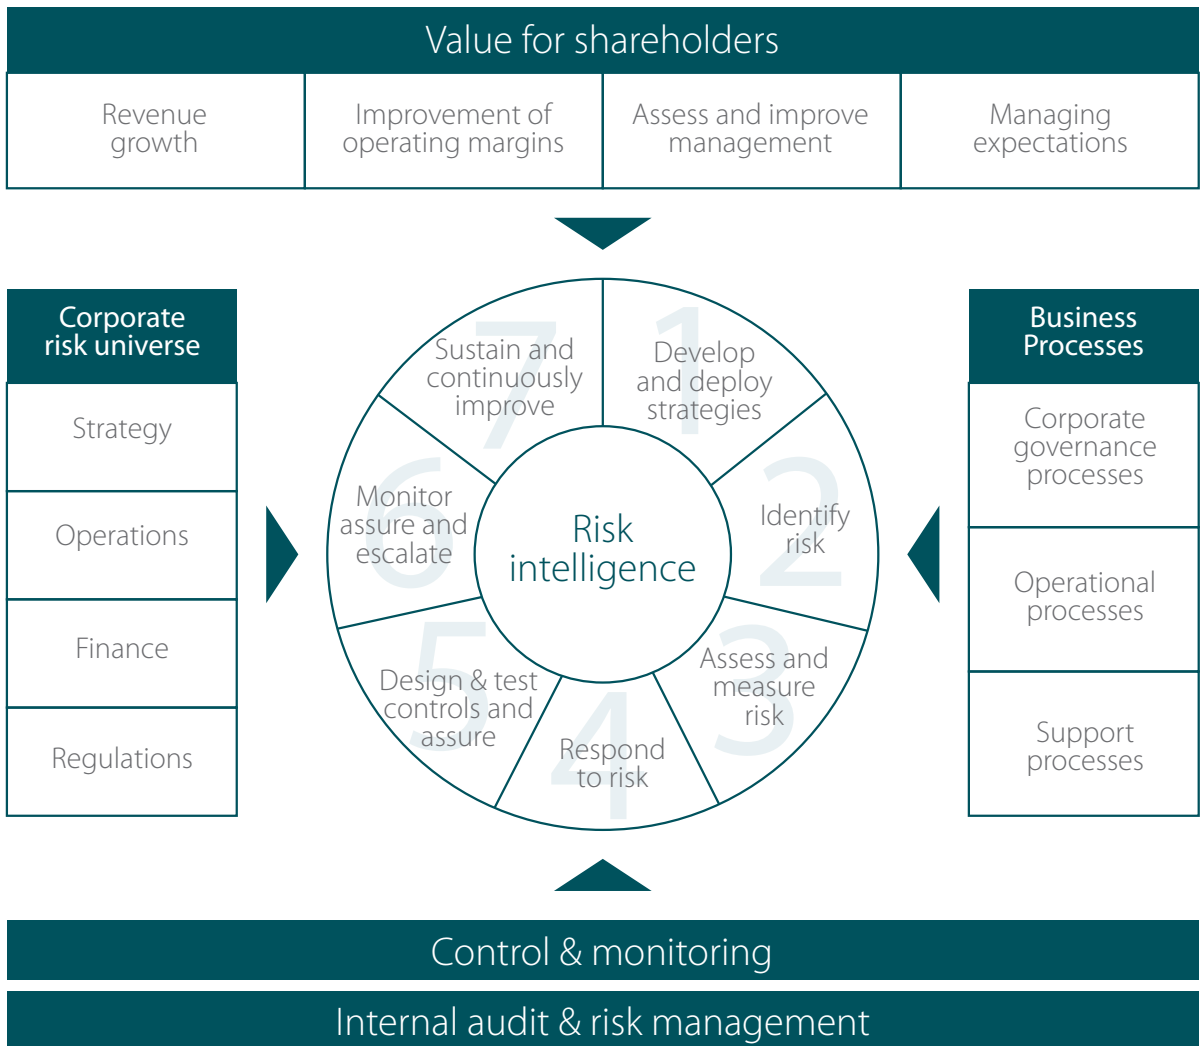 Value for shareholders
Revenue
growth
Improvement of
operating margins
Assess and improve
management
Managing
expectations
Corporate
risk universe
Strategy
Operations
Finance
Regulations
1
Develop
and deploy
strategies
2
Identify
risk
3
Assess and
measure
risk
4
Respond
to risk
5
Design & test
controls and
assure
6
Monitor
assure and
escalate
7
Sustain and
continuously
improve
Risk
intelligence
Business
Processes
Corporate
governance
processes
Operational
processes
Support
processes
Control & monitoring
Internal audit & risk management